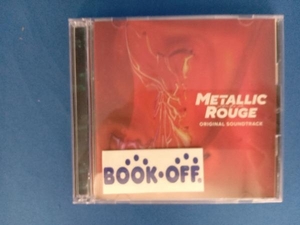 METALLIC
ROUGE
ORIGINAL SOUNDTRACK
BOOK·OFF®